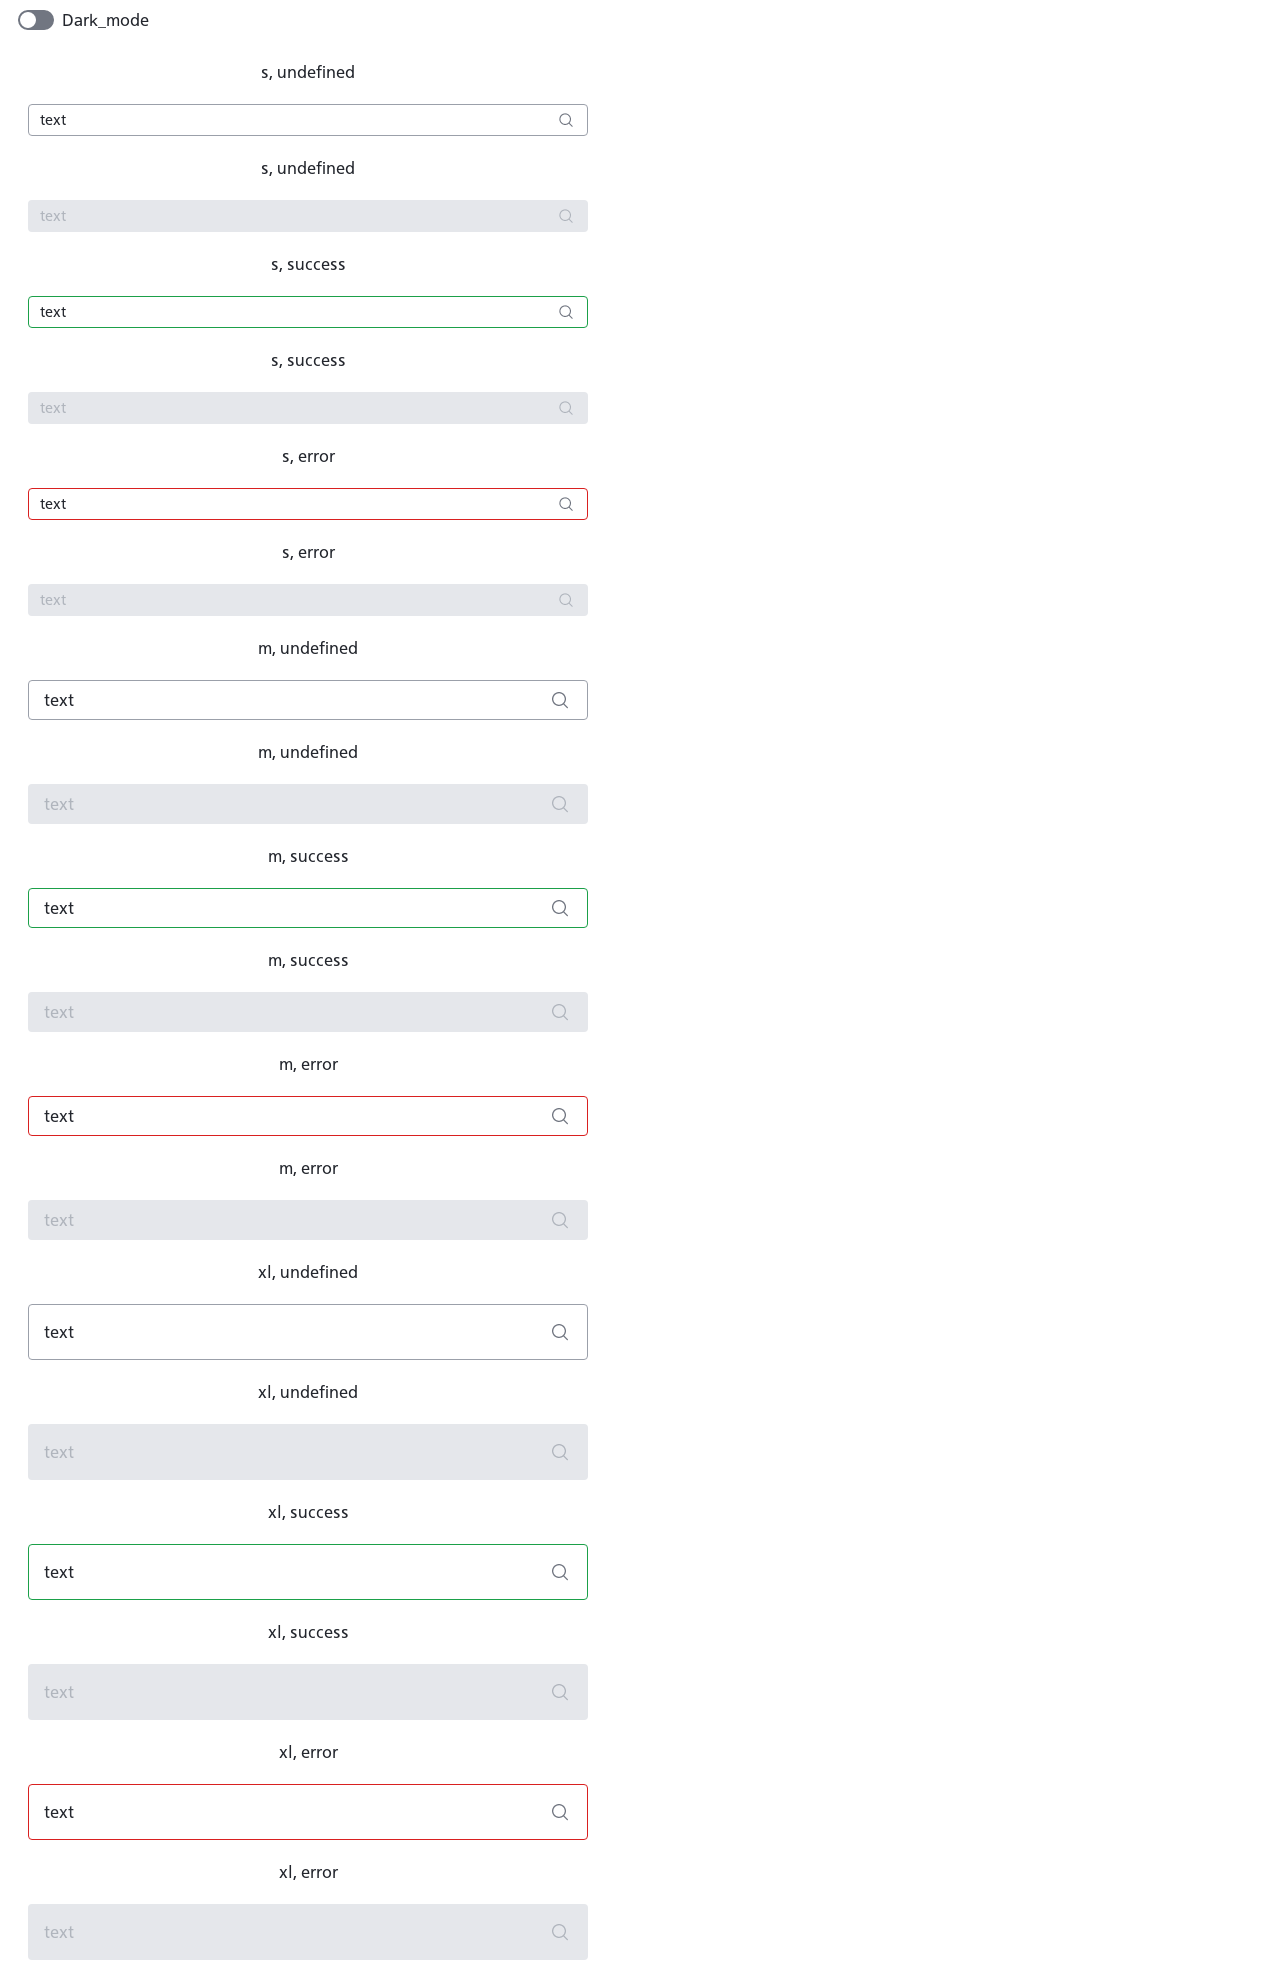 Dark_mode
s, undefined
text
s, undefined
text
s, success
text
s, success
text
s, error
text
s, error
text
m, undefined
text
m, undefined
text
m, success
text
m, success
text
m, error
text
m, error
text
xl, undefined
text
xl, undefined
text
xl, success
text
xl, success
text
xl, error
text
xl, error
text